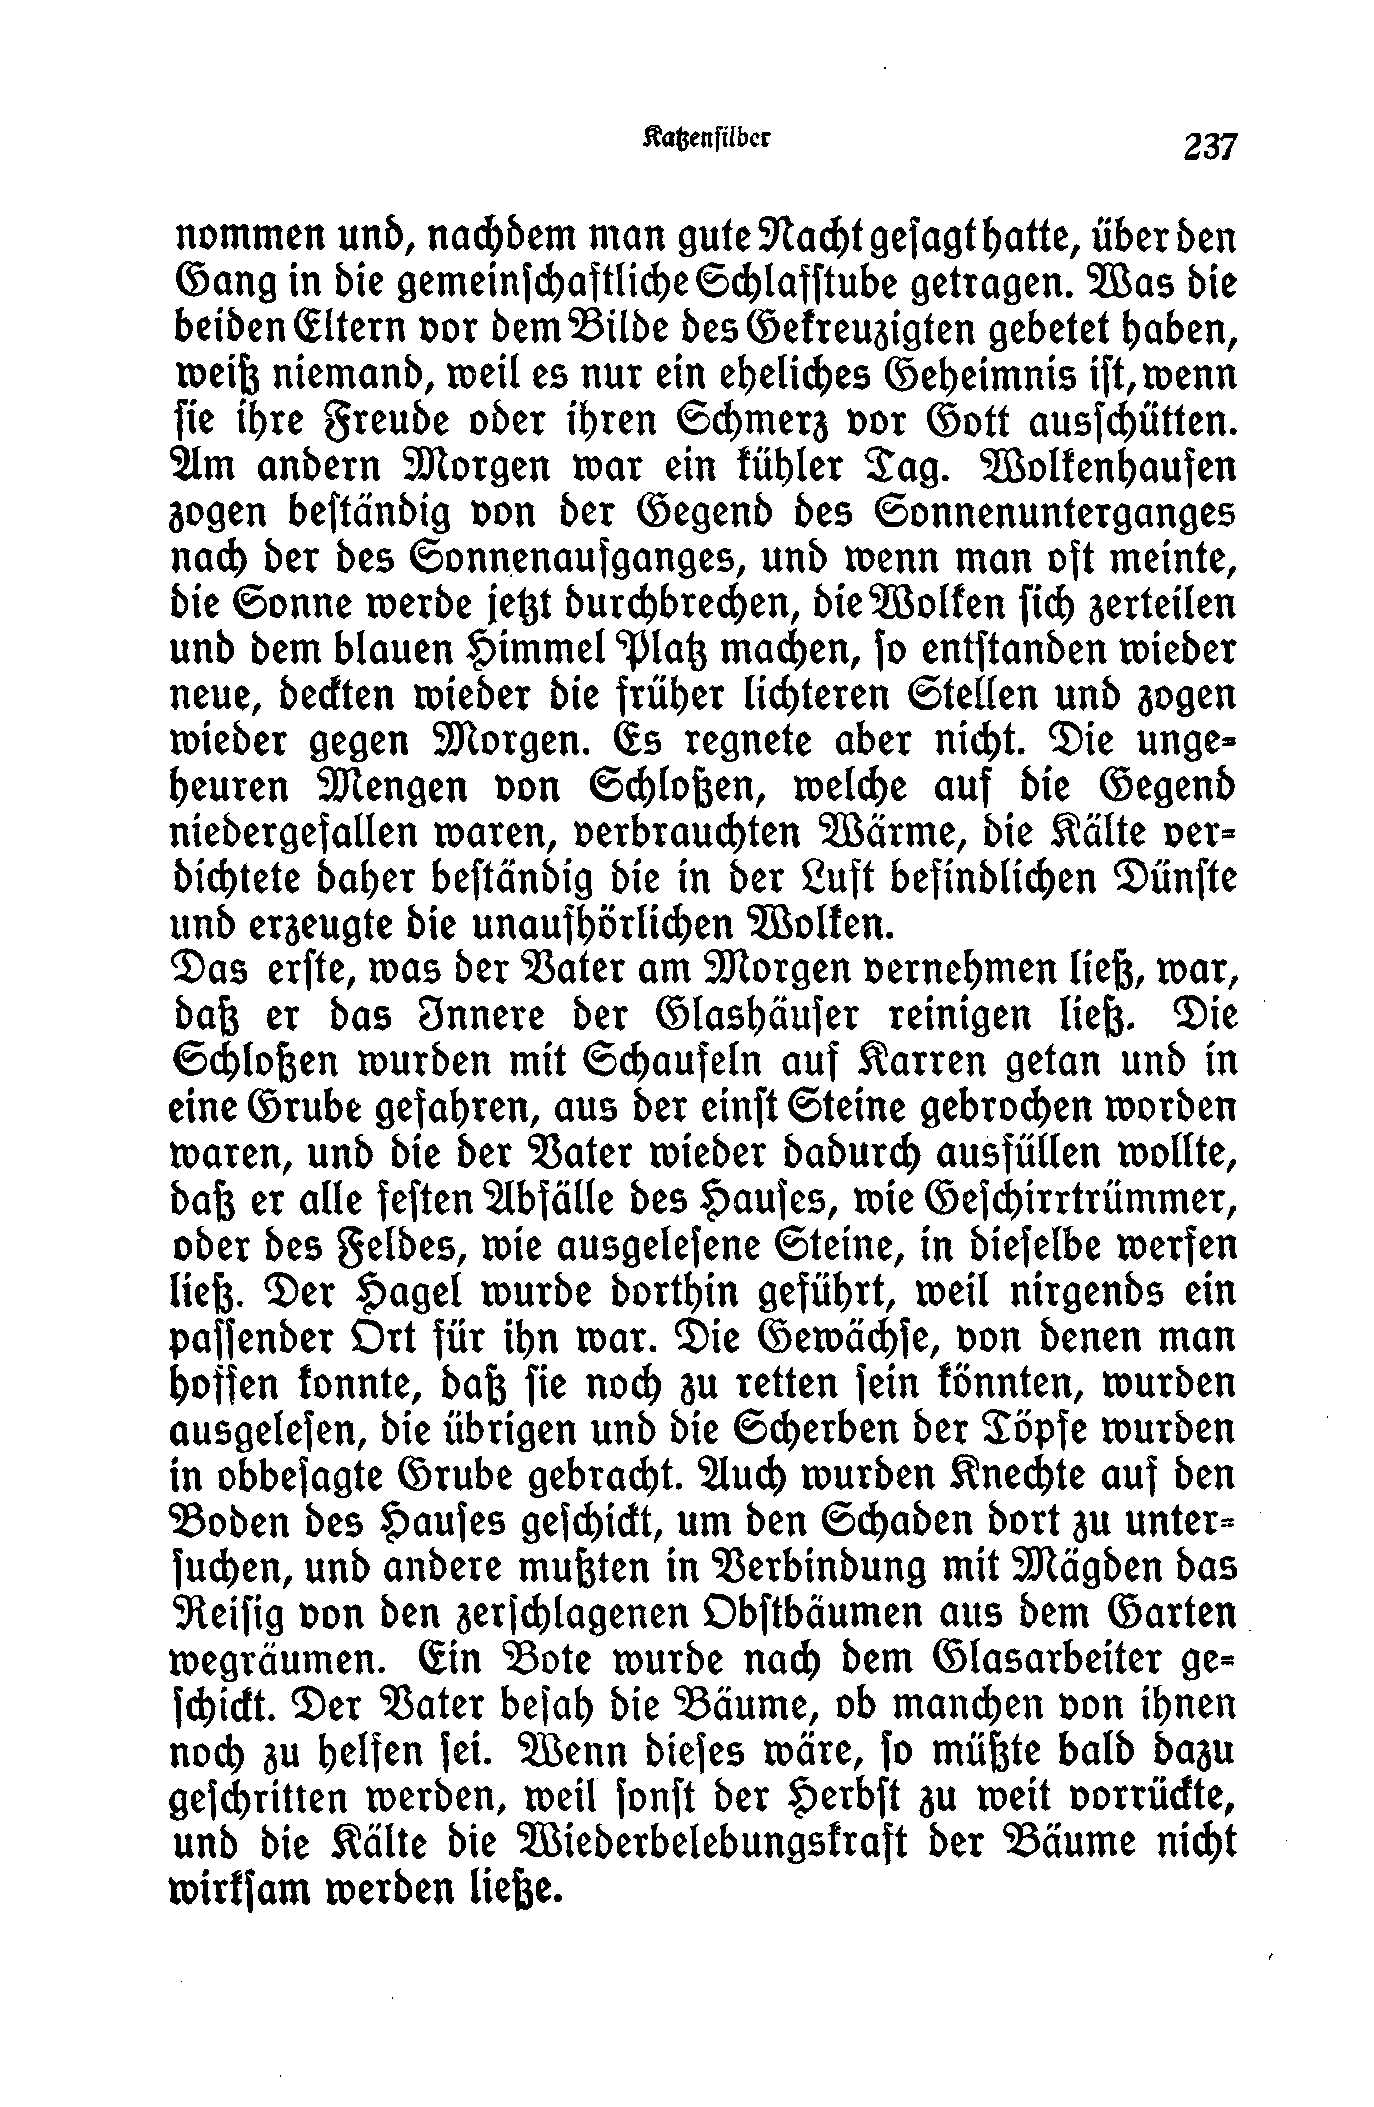 Katzensilber
237
nommen und, nachdem man gute Nacht gesagt hatte, über den
Gang in die gemeinschaftliche Schlafstube getragen. Was die
beiden Eltern vor dem Bilde des Gekreuzigten gebetet haben,
weiß niemand, weil es nur ein eheliches Geheimnis ist, wenn
sie ihre Freude oder ihren Schmerz vor Gott ausschütten.
Am andern Morgen war ein kühler Tag. Wolkenhaufen
zogen beständig von der Gegend des Sonnenunterganges
nach der des Sonnenaufganges, und wenn man oft meinte,
die Sonne werde jetzt durchbrechen, die Wolken sich zerteilen
und dem blauen Himmel Platz machen, so entstanden wieder
neue, deckten wieder die früher lichteren Stellen und zogen
wieder gegen Morgen. Es regnete aber nicht. Die unge-
heuren Mengen von Schloßen, welche auf die Gegend
niedergefallen waren, verbrauchten Wärme, die Kälte ver-
dichtete daher beständig die in der Luft befindlichen Dünste
und erzeugte die unaufhörlichen Wolken.
Das erste, was der Vater am Morgen vernehmen ließ, war,
daß er das Innere der Glashäuser reinigen ließ. Die
Schloßen wurden mit Schaufeln auf Karren getan und in
eine Grube gefahren, aus der einst Steine gebrochen worden
waren, und die der Vater wieder dadurch ausfüllen wollte,
daß er alle festen Abfälle des Hauses, wie Geschirrtrümmer,
oder des Feldes, wie ausgelesene Steine, in dieselbe werfen
ließ. Der Hagel wurde dorthin geführt, weil nirgends ein
passender Ort für ihn war. Die Gewächse, von denen man
hoffen konnte, daß sie noch zu retten sein könnten, wurden
ausgelesen, die übrigen und die Scherben der Töpfe wurden
in obbesagte Grube gebracht. Auch wurden Knechte auf den
Boden des Hauses geschickt, um den Schaden dort zu unter-
suchen, und andere mußten in Verbindung mit Mägden das
Reisig von den zerschlagenen Obstbäumen aus dem Garten
wegräumen. Ein Bote wurde nach dem Glasarbeiter ge-
schickt. Der Vater besah die Bäume, ob manchen von ihnen
noch zu helfen sei. Wenn dieses wäre, so müßte bald dazu
geschritten werden, weil sonst der Herbst zu weit vorrückte,
und die Kälte die Wiederbelebungskraft der Bäume nicht
wirksam werden ließe.